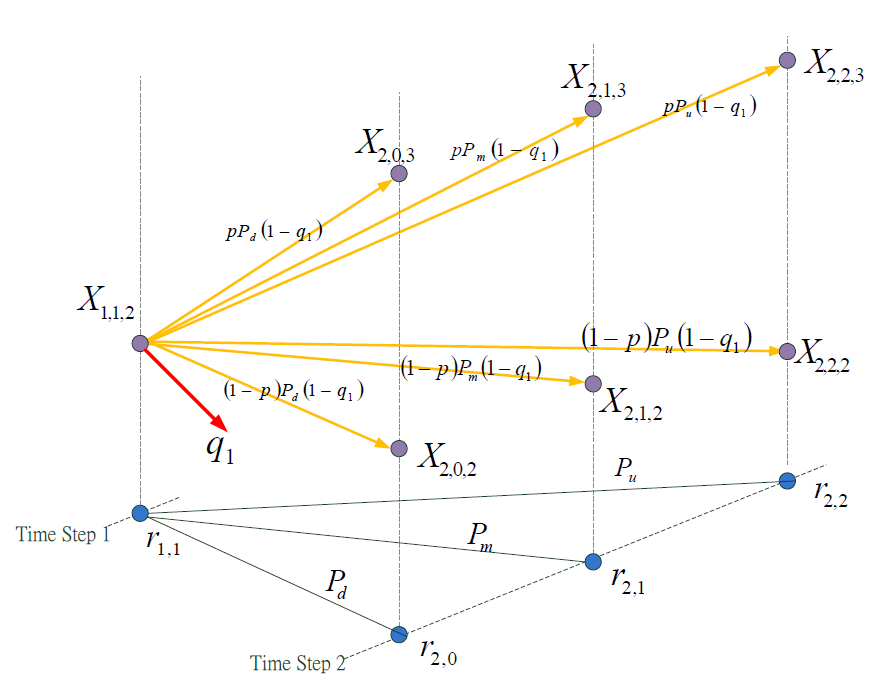 X_{2,2,3}
X_{2,1,3}
pP_u(1-q_1)
X_{2,0,3}
pP_m(1-q_1)
pP_d(1-q_1)
X_{1,1,2}
(1-p)P_u(1-q_1)
X_{2,2,2}
(1-p)P_m(1-q_1)
(1-p)P_d(1-q_1)
X_{2,1,2}
q_1
X_{2,0,2}
P_u
r_{2,2}
Time Step 1
r_{1,1}
P_m
r_{2,1}
P_d
r_{2,0}
Time Step 2